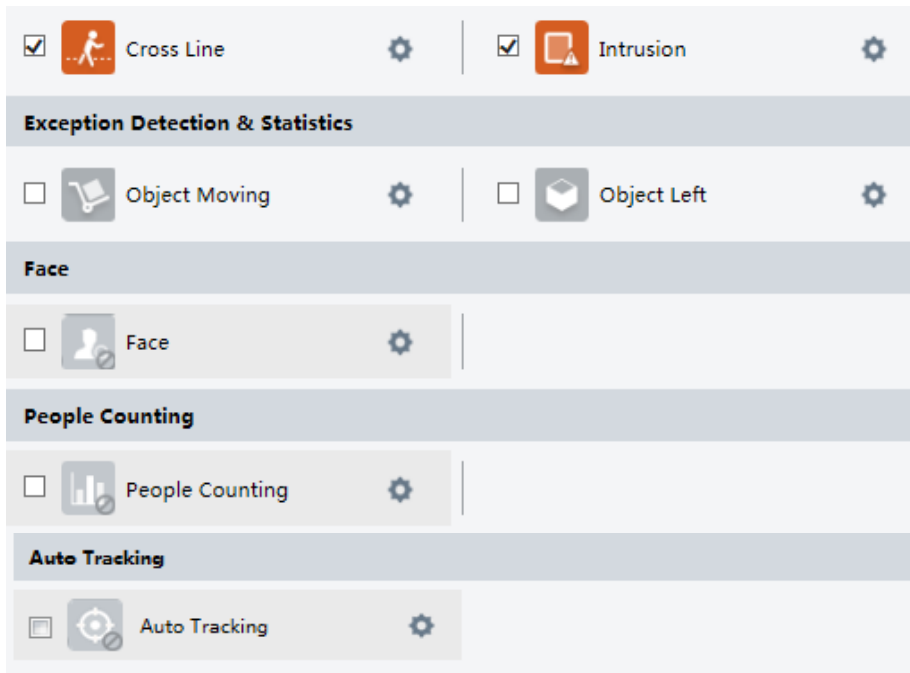 Cross Line
Intrusion
Exception Detection & Statistics
Object Moving
Object Left
Face
Face
People Counting
People Counting
Auto Tracking
Auto Tracking